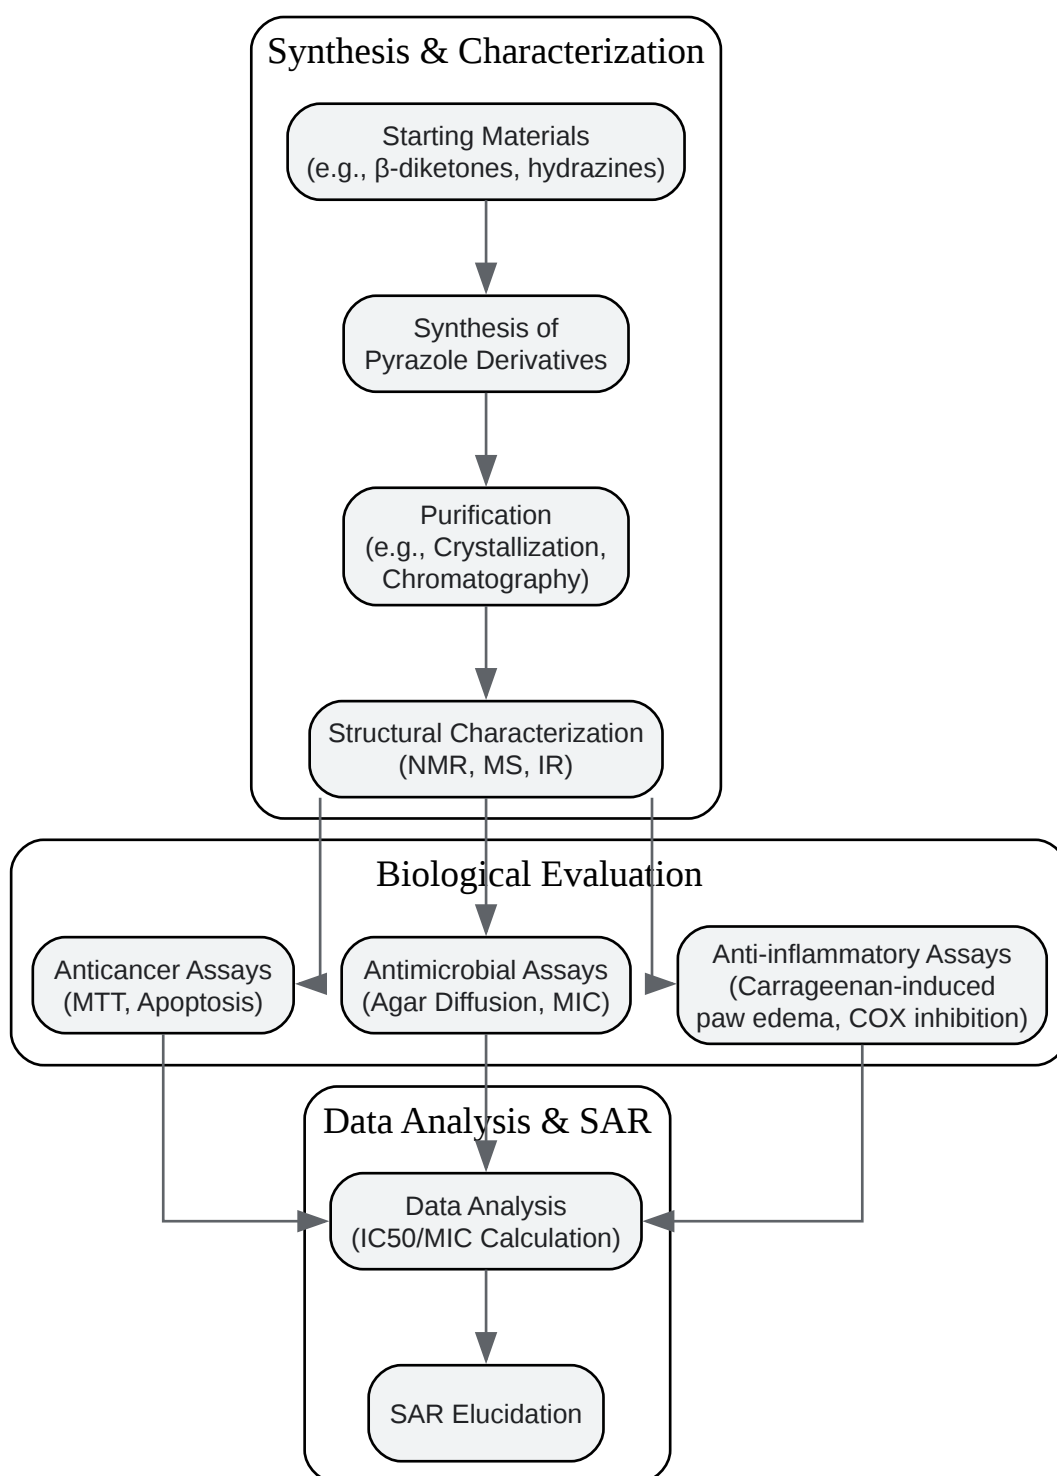 Synthesis & Characterization
Starting Materials
(e.g., β-diketones, hydrazines)
Synthesis of
Pyrazole Derivatives
Purification
(e.g., Crystallization,
Chromatography)
Structural Characterization
(NMR, MS, IR)
Biological Evaluation
Anticancer Assays
(MTT, Apoptosis)
Antimicrobial Assays
(Agar Diffusion, MIC)
Anti-inflammatory Assays
(Carrageenan-induced
paw edema, COX inhibition)
Data Analysis & SAR
Data Analysis
(IC50/MIC Calculation)
SAR Elucidation